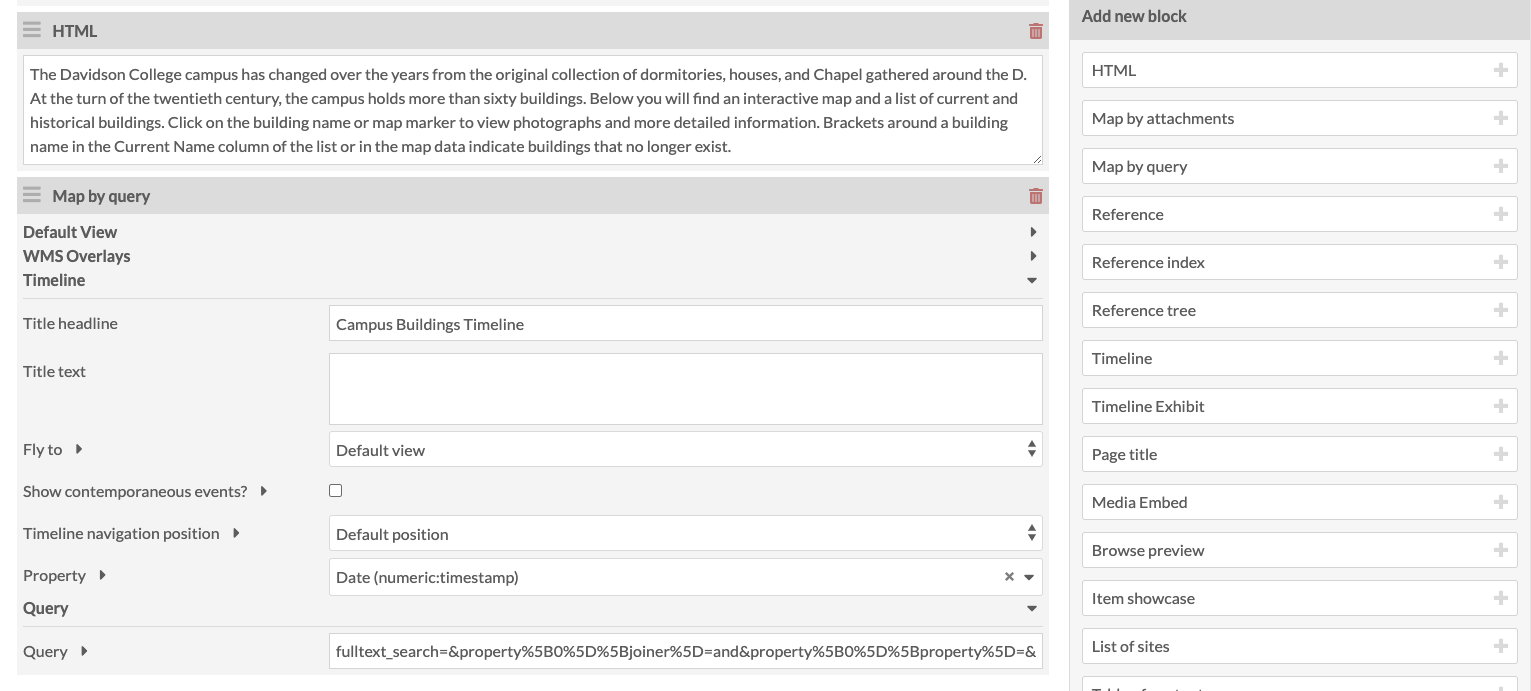 HTML
The Davidson College campus has changed over the years from the original collection of dormitories, houses, and Chapel gathered around the D.
At the turn of the twentieth century, the campus holds more than sixty buildings. Below you will find an interactive map and a list of current and
historical buildings. Click on the building name or map marker to view photographs and more detailed information. Brackets around a building
name in the Current Name column of the list or in the map data indicate buildings that no longer exist.
Map by query
Default View
WMS Overlays
Timeline
Title headline
Campus Buildings Timeline
Title text
Fly to
Default view
Show contemporaneous events?
Timeline navigation position
Default position
Property
Date (numeric:timestamp)
Query
Query
fulltext_search=&property%5B0%5D%5Bjoiner%5D=and&property%5B0%5D%5Bproperty%5D=&
Add new block
HTML
Map by attachments
Map by query
Reference
Reference index
Reference tree
Timeline
Timeline Exhibit
Page title
Media Embed
Browse preview
Item showcase
List of sites